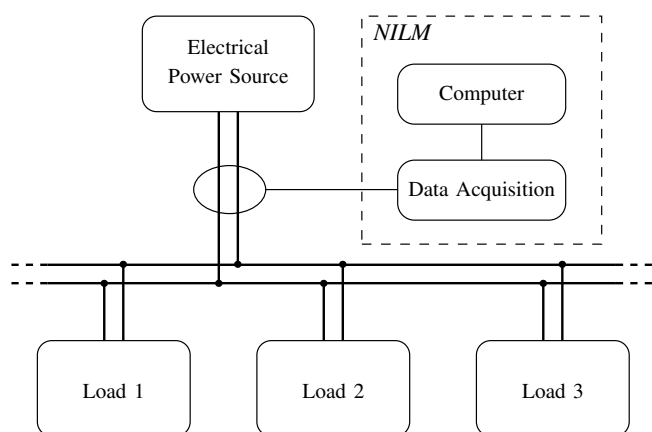 Electrical
Power Source
NILM
Computer
Data Acquisition
Load 1
Load 2
Load 3